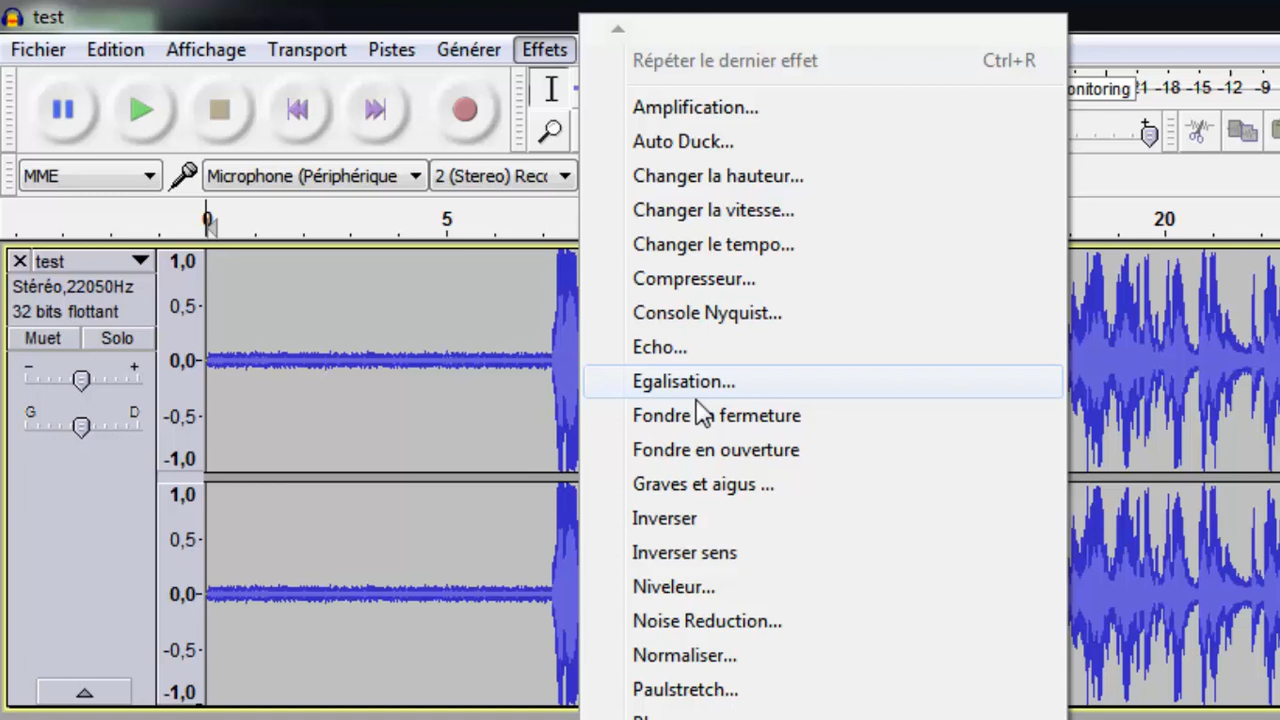 test
Fichier Edition Affichage Transport Pistes Générer Effets
Répéter le dernier effet Ctrl+R
Amplification...
Auto Duck...
Changer la hauteur...
Changer la vitesse...
Changer le tempo...
Compresseur...
Console Nyquist...
Echo...
Egalisation...
Fondre en fermeture
Fondre en ouverture
Graves et aigus ...
Inverser
Inverser sens
Niveleur...
Noise Reduction...
Normaliser...
Paulstretch...
onitoring -18 -15 -12 -9
MME Microphone (Périphérique 2 (Stereo) Recc
0 5 20
test
Stéréo,22050Hz
32 bits flottant
Muet Solo
- +
G D
1,0
0,5
0,0
-0,5
-1,0
1,0
0,5
0,0
-0,5
-1,0